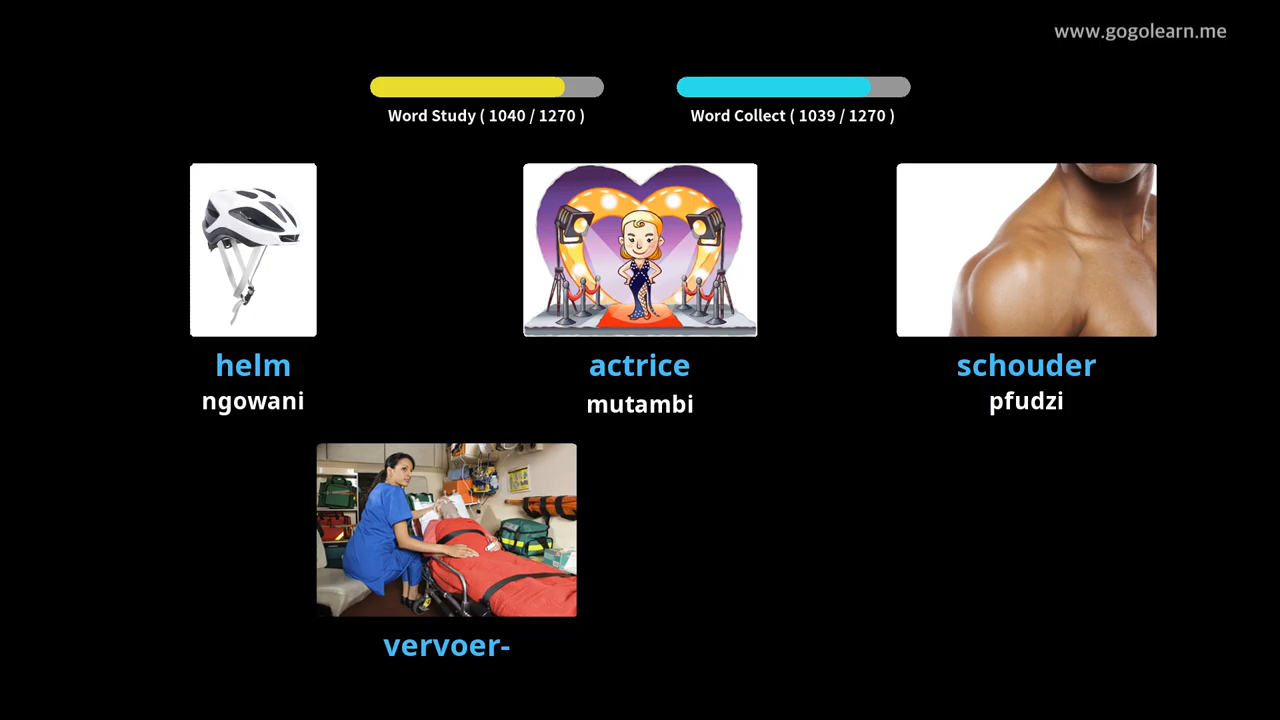 www.gogolearn.me
Word Study ( 1040 / 1270 )
Word Collect ( 1039 / 1270 )
helm
ngowani
actrice
mutambi
schouder
pfudzi
vervoer-